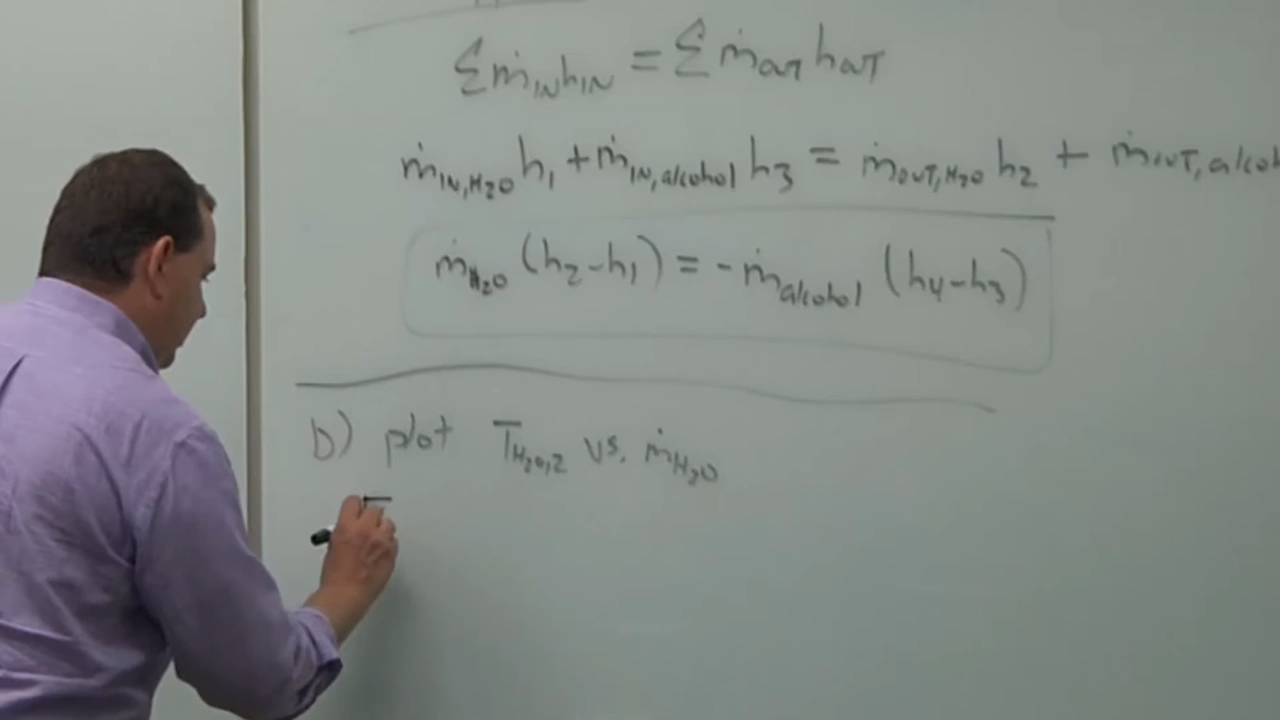 Σṁ_IN h_IN = Σ ṁ_OUT h_OUT
ṁ_IN,H₂O h₁ + ṁ_IN,alcohol h₃ = ṁ_OUT,H₂O h₂ + ṁ_OUT,alcoh
ṁ_H₂O (h₂-h₁) = -ṁ_alcohol (h₄-h₃)
b) plot T_H₂O,2 vs. ṁ_H₂O